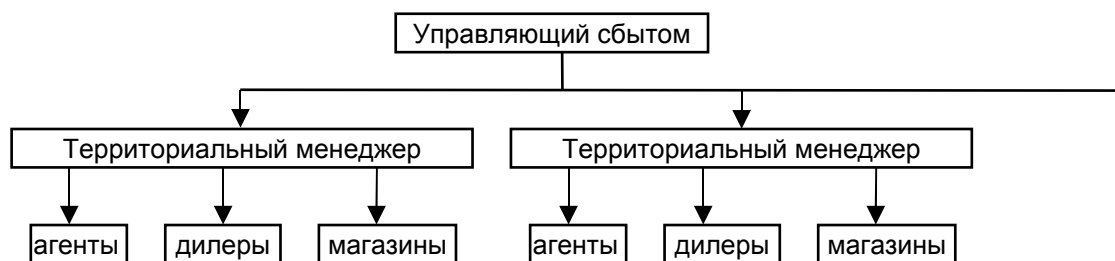 Управляющий сбытом
Территориальный менеджер
Территориальный менеджер
агенты
дилеры
магазины
агенты
дилеры
магазины